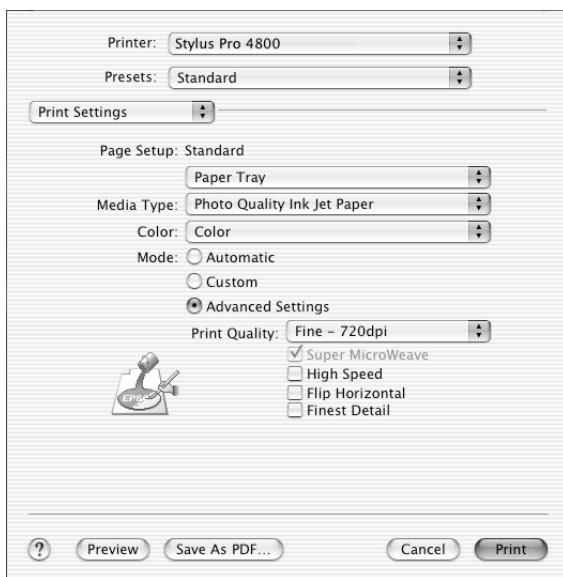 Printer: Stylus Pro 4800
Presets: Standard
Print Settings
Page Setup: Standard
Paper Tray
Media Type: Photo Quality Ink Jet Paper
Color: Color
Mode: Automatic
Custom
Advanced Settings
Print Quality: Fine – 720dpi
Super MicroWeave
High Speed
Flip Horizontal
Finest Detail
? Preview Save As PDF... Cancel Print